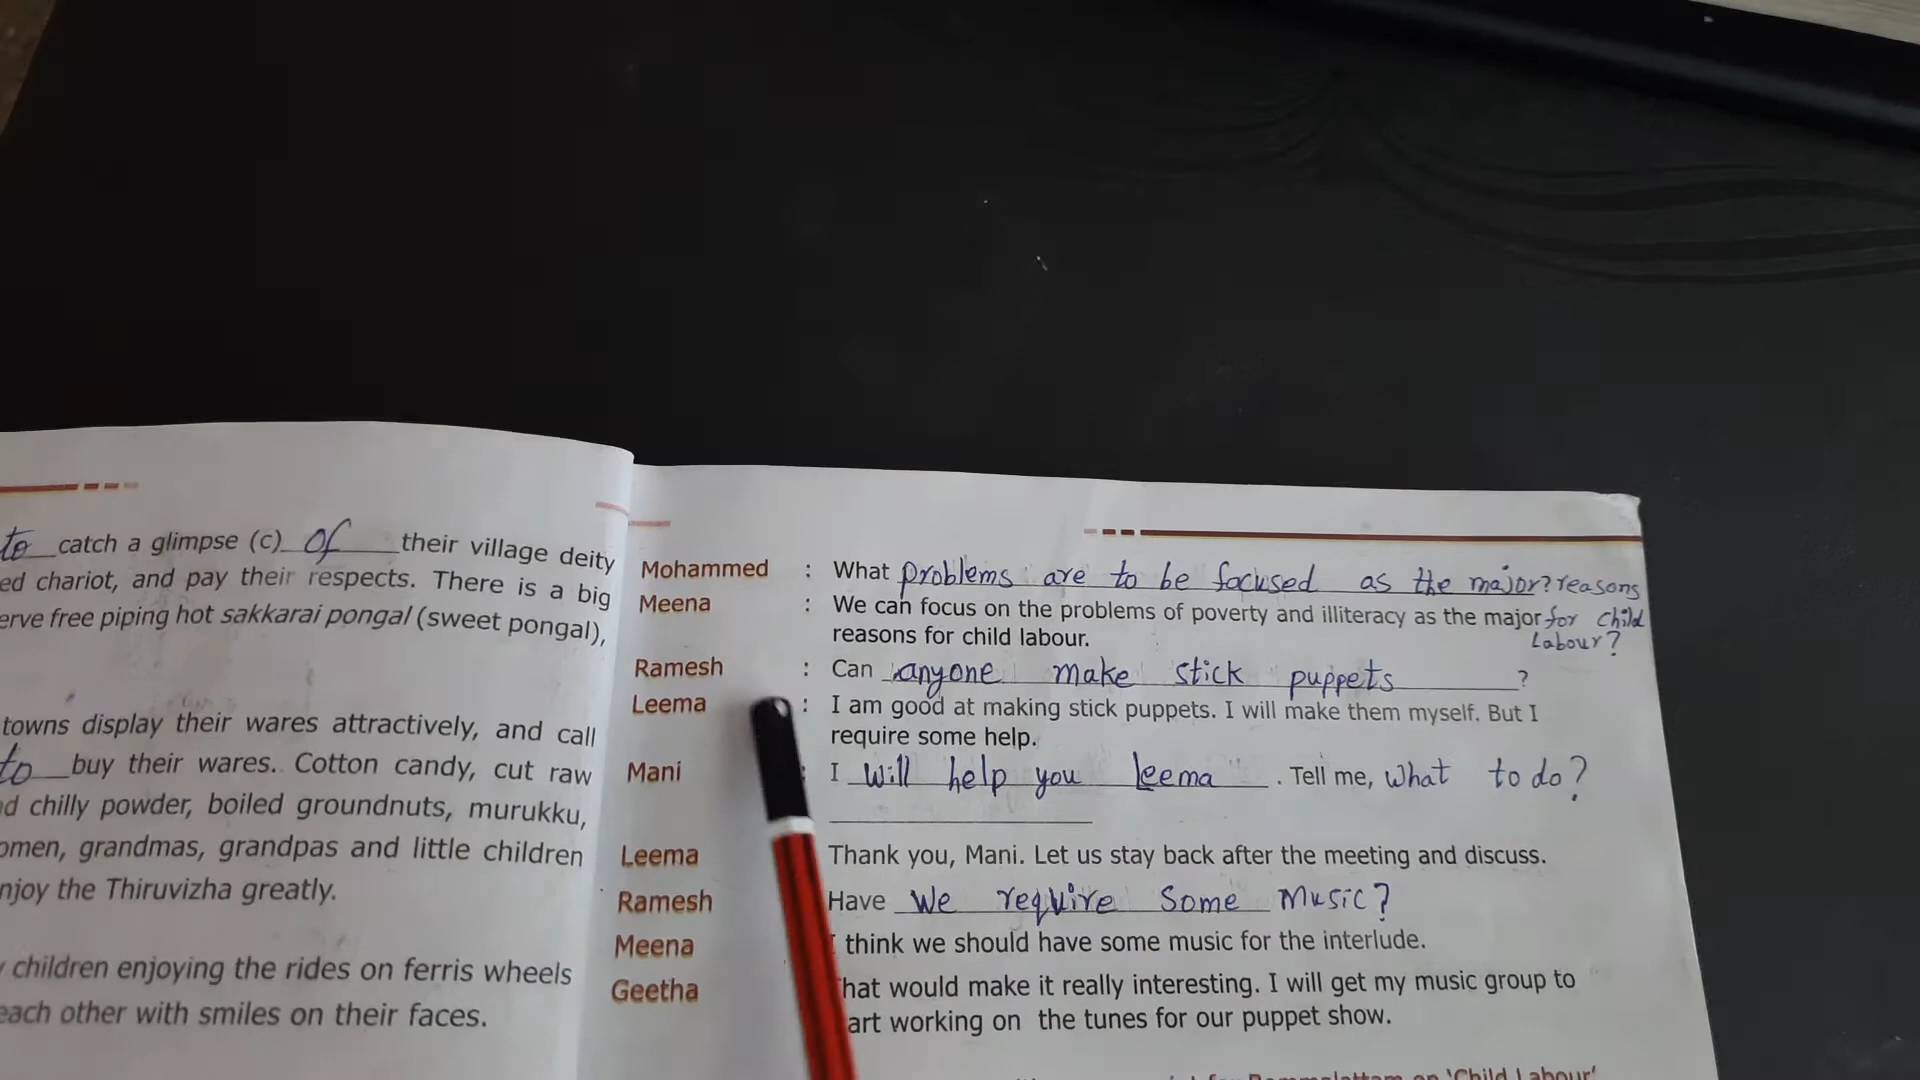 to catch a glimpse (c) of their village deity
ed chariot, and pay their respects. There is a big
erve free piping hot sakkarai pongal (sweet pongal),
towns display their wares attractively, and call
to buy their wares. Cotton candy, cut raw
d chilly powder, boiled groundnuts, murukku,
omen, grandmas, grandpas and little children
njoy the Thiruvizha greatly.
y children enjoying the rides on ferris wheels
each other with smiles on their faces.
Mohammed : What problems are to be focused as the major? reasons
Meena : We can focus on the problems of poverty and illiteracy as the major for child
reasons for child labour. Labour?
Ramesh : Can anyone make stick puppets ?
Leema : I am good at making stick puppets. I will make them myself. But I
require some help.
Mani : I will help you Leema . Tell me, what to do?
Leema Thank you, Mani. Let us stay back after the meeting and discuss.
Ramesh Have we require some Music?
Meena I think we should have some music for the interlude.
Geetha hat would make it really interesting. I will get my music group to
art working on the tunes for our puppet show.
'Child Labour'